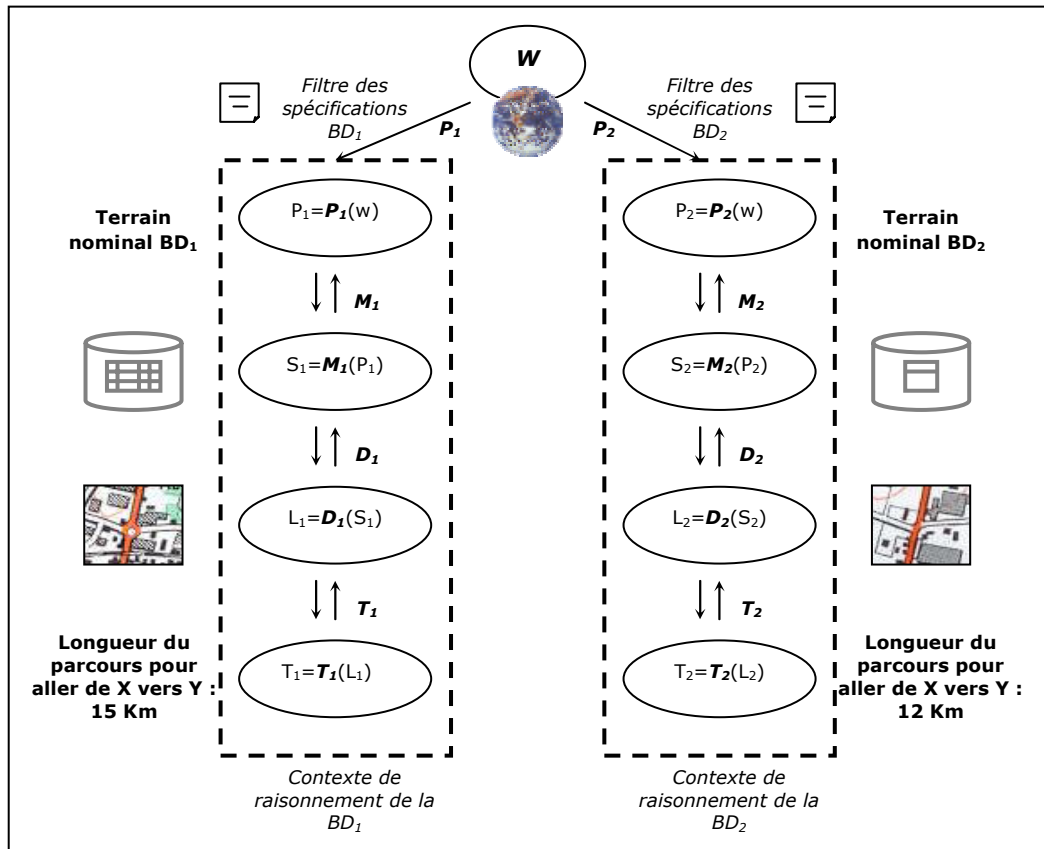 W
Filtre des
spécifications
BD₁
P₁
P₂
Filtre des
spécifications
BD₂
Terrain
nominal BD₁
P₁=P₁(w)
P₂=P₂(w)
Terrain
nominal BD₂
M₁
M₂
S₁=M₁(P₁)
S₂=M₂(P₂)
D₁
D₂
L₁=D₁(S₁)
L₂=D₂(S₂)
T₁
T₂
Longueur du
parcours pour
aller de X vers Y :
15 Km
T₁=T₁(L₁)
T₂=T₂(L₂)
Longueur du
parcours pour
aller de X vers Y :
12 Km
Contexte de
raisonnement de la
BD₁
Contexte de
raisonnement de la
BD₂